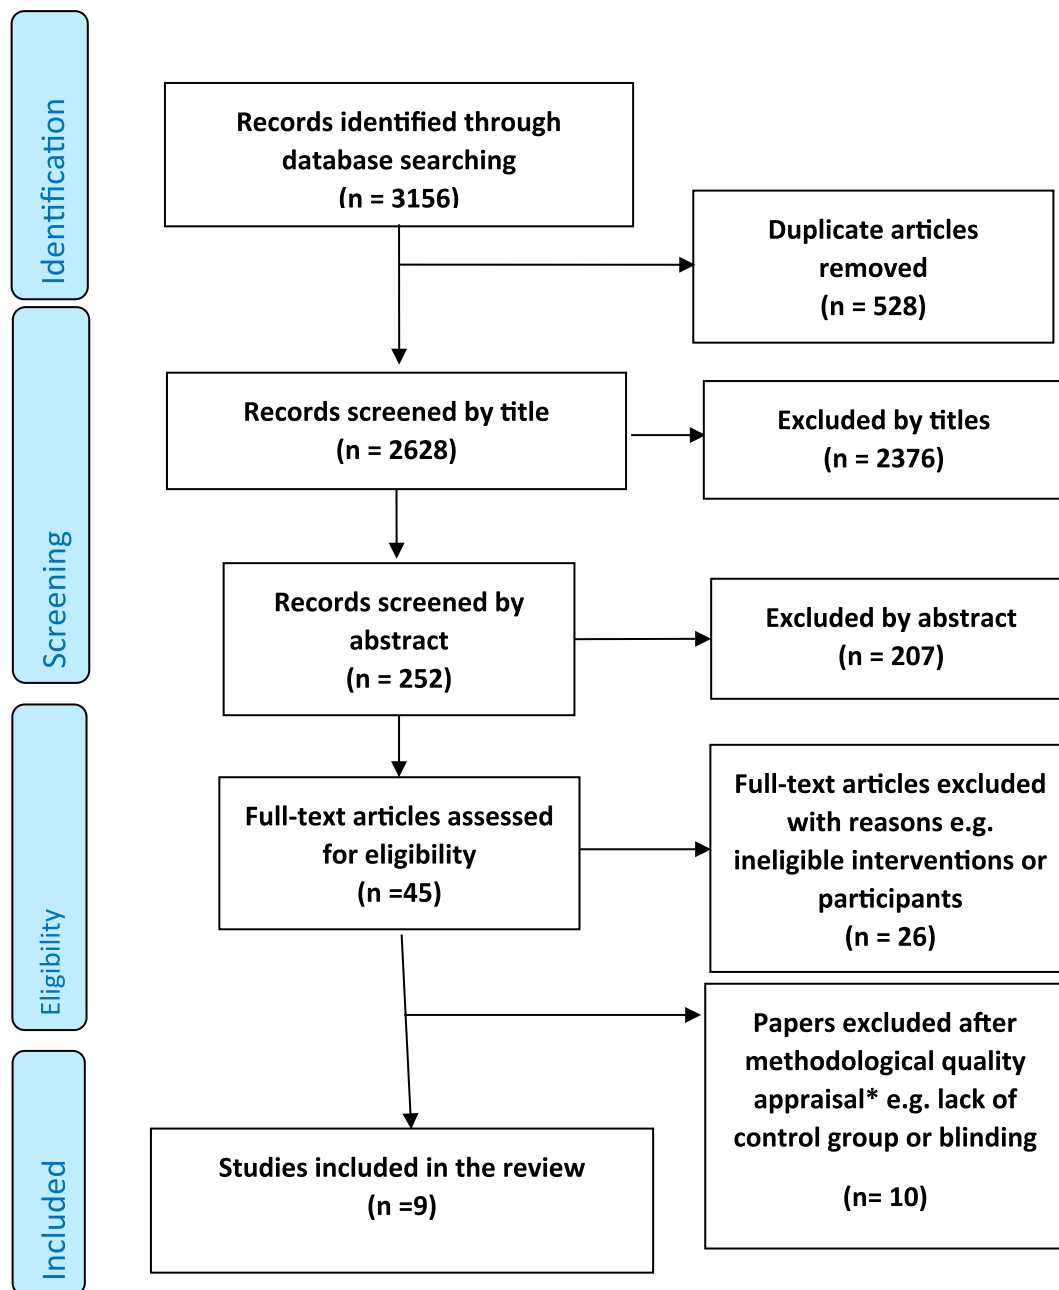 Identification
Records identified through
database searching
(n = 3156)
Duplicate articles
removed
(n = 528)
Screening
Records screened by title
(n = 2628)
Excluded by titles
(n = 2376)
Records screened by
abstract
(n = 252)
Excluded by abstract
(n = 207)
Eligibility
Full-text articles assessed
for eligibility
(n =45)
Full-text articles excluded
with reasons e.g.
ineligible interventions or
participants
(n = 26)
Papers excluded after
methodological quality
appraisal* e.g. lack of
control group or blinding
(n= 10)
Included
Studies included in the review
(n =9)